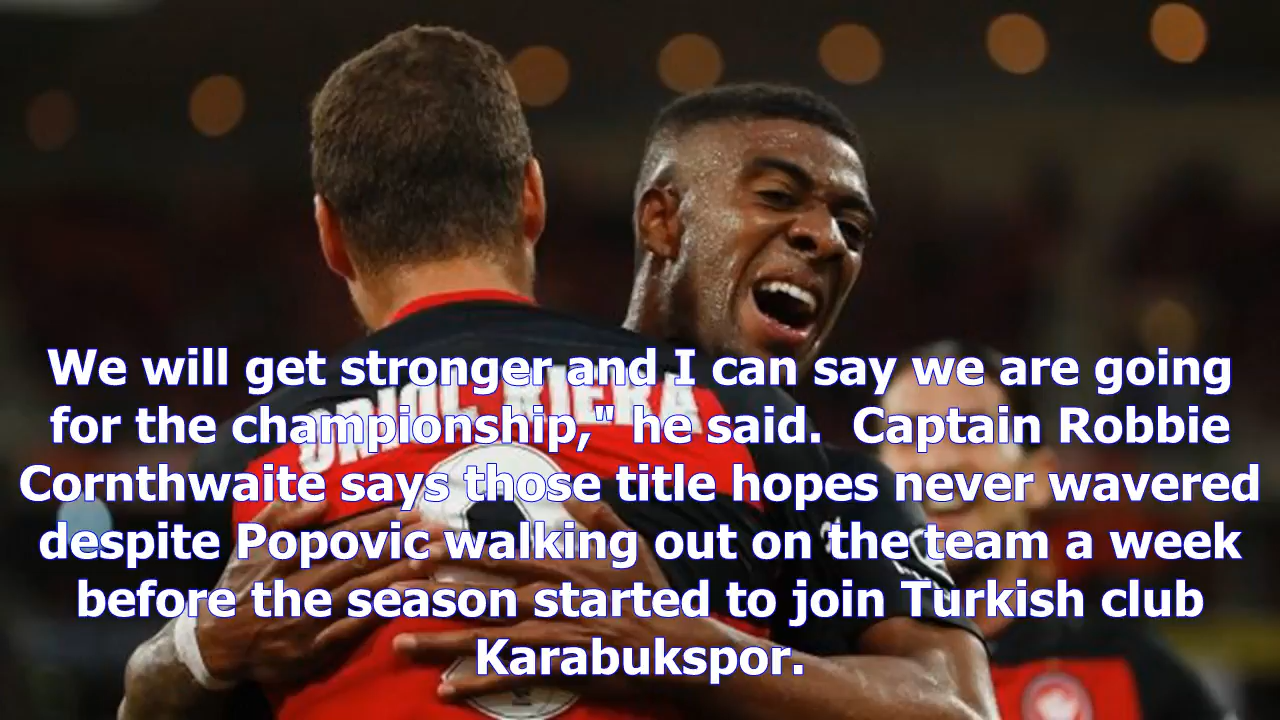 We will get stronger and I can say we are going
for the championship," he said.  Captain Robbie
Cornthwaite says those title hopes never wavered
despite Popovic walking out on the team a week
before the season started to join Turkish club
Karabukspor.
ORIOL RIERA